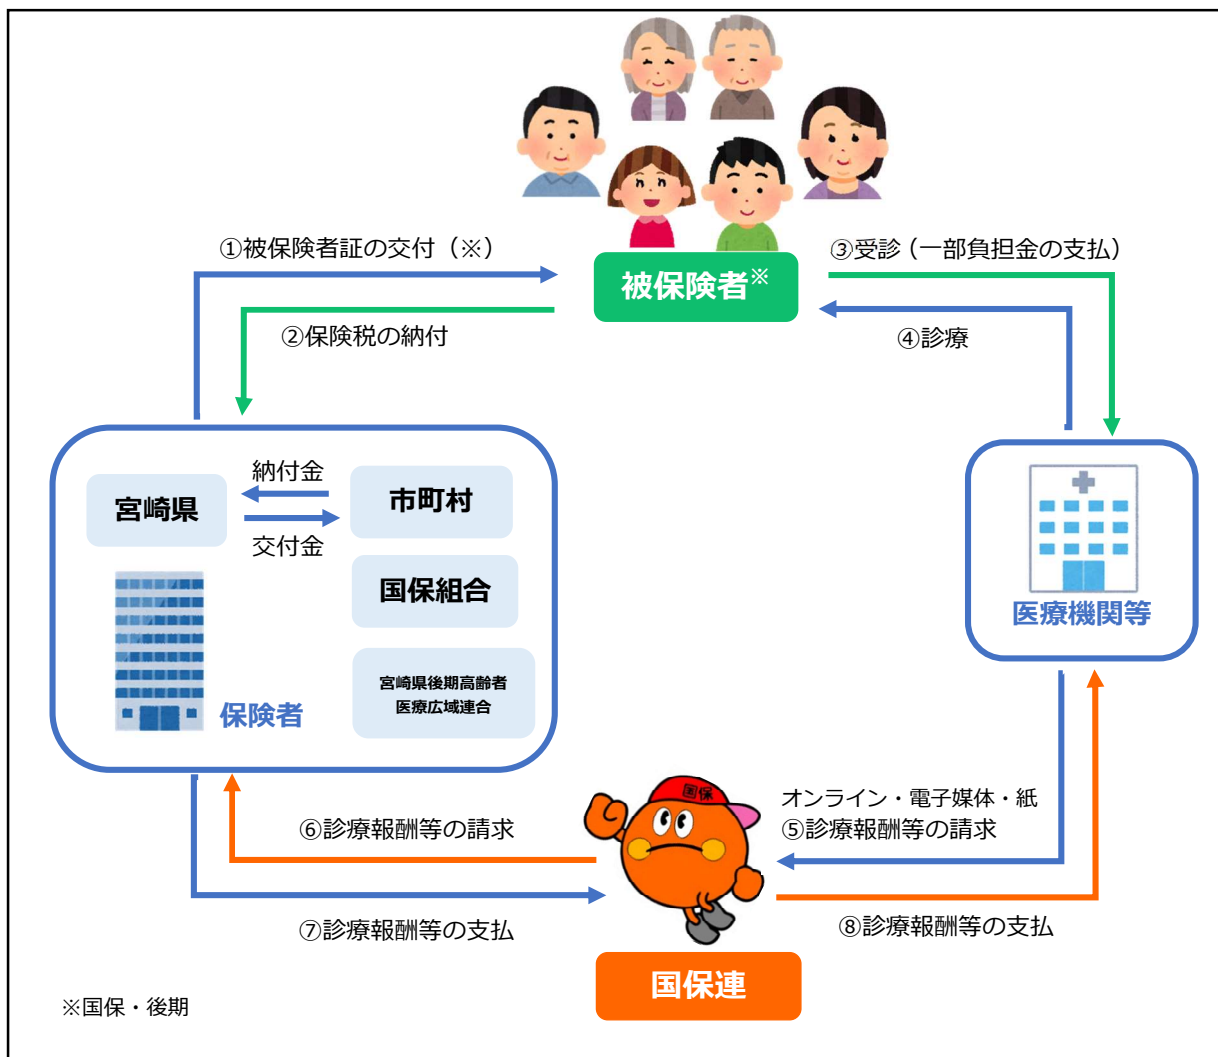 ①被保険者証の交付（※）
③受診（一部負担金の支払）
被保険者※
②保険税の納付
④診療
納付金
宮崎県
市町村
交付金
国保組合
医療機関等
宮崎県後期高齢者
医療広域連合
保険者
国保
オンライン・電子媒体・紙
⑥診療報酬等の請求
⑤診療報酬等の請求
⑦診療報酬等の支払
⑧診療報酬等の支払
国保連
※国保・後期